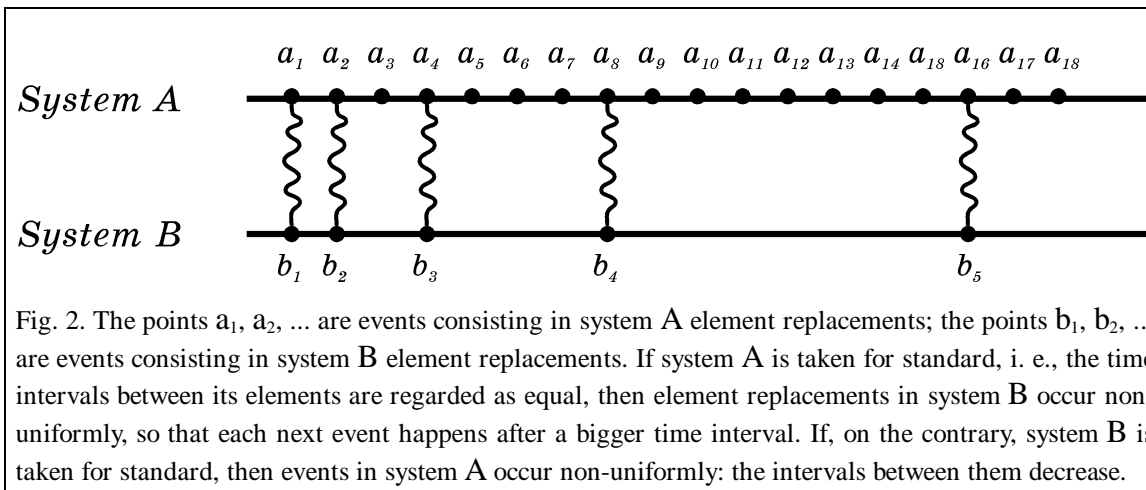 a₁ a₂ a₃ a₄ a₅ a₆ a₇ a₈ a₉ a₁₀ a₁₁ a₁₂ a₁₃ a₁₄ a₁₈ a₁₆ a₁₇ a₁₈
System A
System B
b₁ b₂ b₃ b₄ b₅
Fig. 2. The points a₁, a₂, ... are events consisting in system A element replacements; the points b₁, b₂, ..
are events consisting in system B element replacements. If system A is taken for standard, i. e., the time
intervals between its elements are regarded as equal, then element replacements in system B occur non
uniformly, so that each next event happens after a bigger time interval. If, on the contrary, system B is
taken for standard, then events in system A occur non-uniformly: the intervals between them decrease.